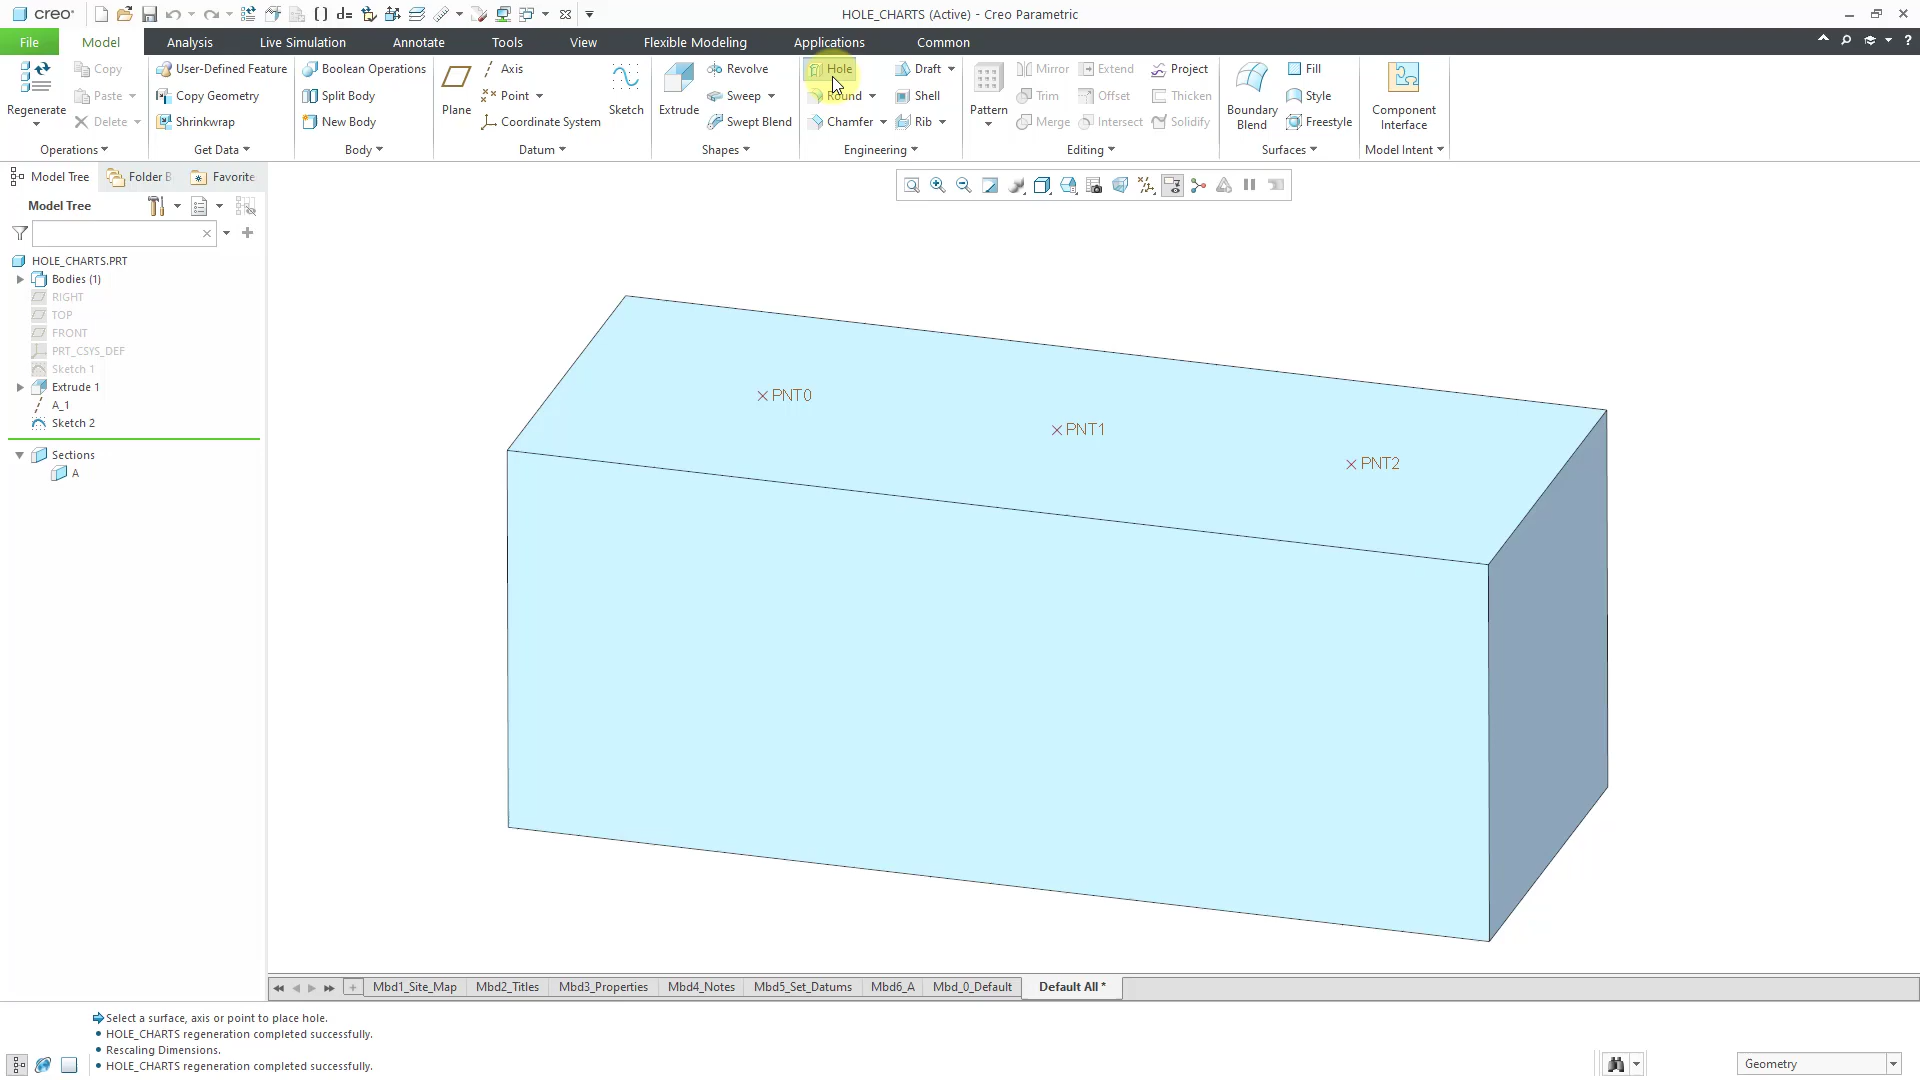 creo
HOLE_CHARTS (Active) - Creo Parametric
File
Model
Analysis
Live Simulation
Annotate
Tools
View
Flexible Modeling
Applications
Common
Regenerate
Copy
Paste
Delete
Operations
User-Defined Feature
Copy Geometry
Shrinkwrap
Get Data
Boolean Operations
Split Body
New Body
Body
Plane
Axis
Point
Coordinate System
Sketch
Datum
Extrude
Revolve
Sweep
Swept Blend
Shapes
Hole
Round
Chamfer
Draft
Shell
Rib
Engineering
Pattern
Mirror
Trim
Merge
Extend
Offset
Intersect
Project
Thicken
Solidify
Editing
Boundary
Blend
Fill
Style
Freestyle
Surfaces
Component
Interface
Model Intent
Model Tree
Folder B
Favorite
Model Tree
HOLE_CHARTS.PRT
Bodies (1)
RIGHT
TOP
FRONT
PRT_CSYS_DEF
Sketch 1
Extrude 1
A_1
Sketch 2
Sections
A
PNT0
PNT1
PNT2
Mbd1_Site_Map
Mbd2_Titles
Mbd3_Properties
Mbd4_Notes
Mbd5_Set_Datums
Mbd6_A
Mbd_0_Default
Default All *
Select a surface, axis or point to place hole.
HOLE_CHARTS regeneration completed successfully.
Rescaling Dimensions.
HOLE_CHARTS regeneration completed successfully.
Geometry